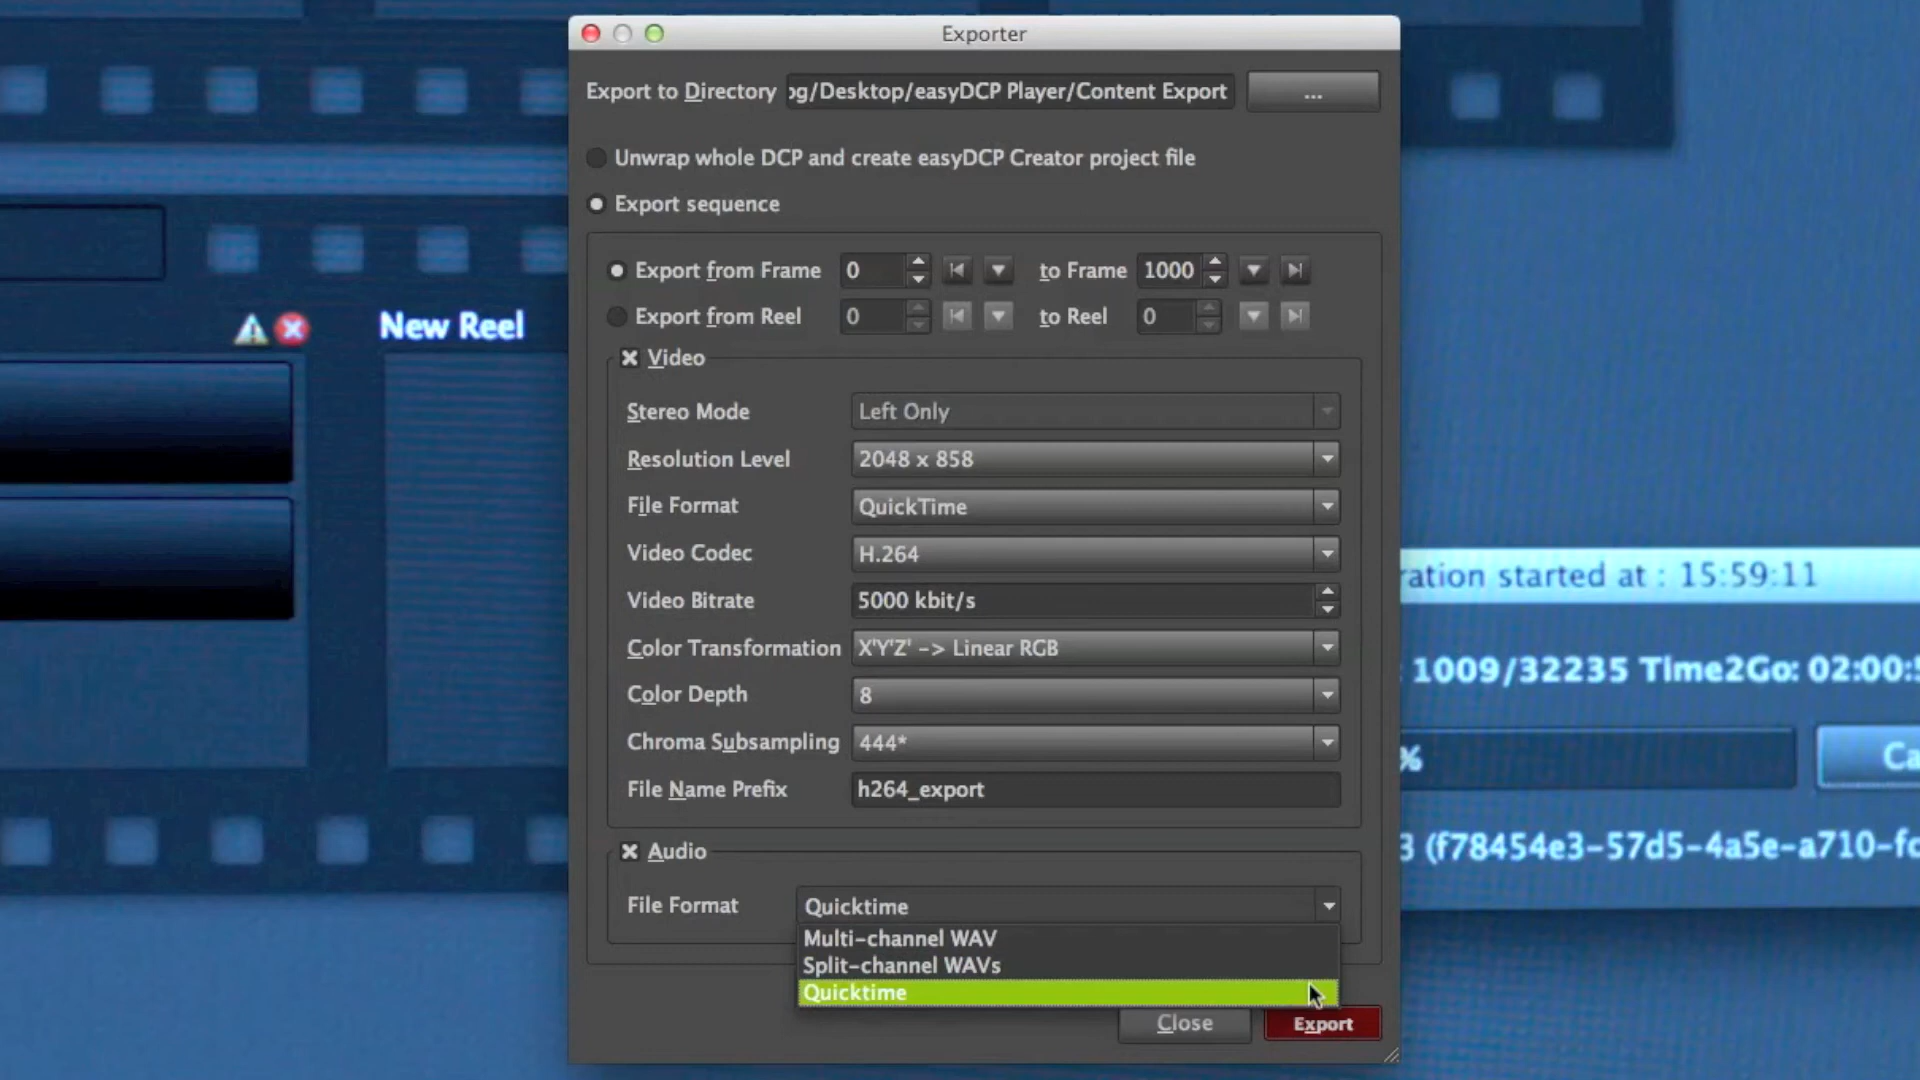 Exporter
Export to Directory og/Desktop/easyDCP Player/Content Export ...
Unwrap whole DCP and create easyDCP Creator project file
Export sequence
Export from Frame 0 to Frame 1000
Export from Reel 0 to Reel 0
New Reel
Video
Stereo Mode Left Only
Resolution Level 2048 x 858
File Format QuickTime
Video Codec H.264
ration started at : 15:59:11
Video Bitrate 5000 kbit/s
Color Transformation X'Y'Z' -> Linear RGB
: 1009/32235 Time2Go: 02:00:5
Color Depth 8
Chroma Subsampling 444*
% Ca
File Name Prefix h264_export
Audio
3 (f78454e3-57d5-4a5e-a710-fc
File Format Quicktime
Multi-channel WAV
Split-channel WAVs
Quicktime
Close Export